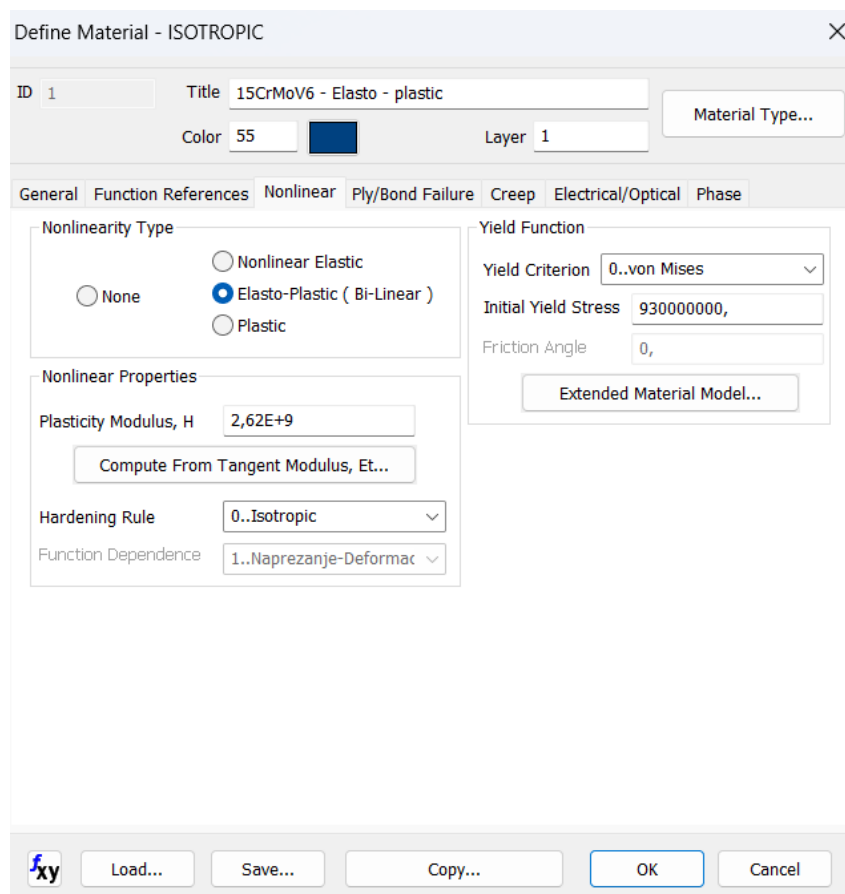 Define Material - ISOTROPIC
ID 1 Title 15CrMoV6 - Elasto - plastic Material Type...
Color 55 Layer 1
General Function References Nonlinear Ply/Bond Failure Creep Electrical/Optical Phase
Nonlinearity Type
Nonlinear Elastic
None
Elasto-Plastic ( Bi-Linear )
Plastic
Nonlinear Properties
Plasticity Modulus, H 2,62E+9
Compute From Tangent Modulus, Et...
Hardening Rule 0..Isotropic
Function Dependence 1..Naprezanje-Deformac
Yield Function
Yield Criterion 0..von Mises
Initial Yield Stress 930000000,
Friction Angle 0,
Extended Material Model...
fxy Load... Save... Copy... OK Cancel